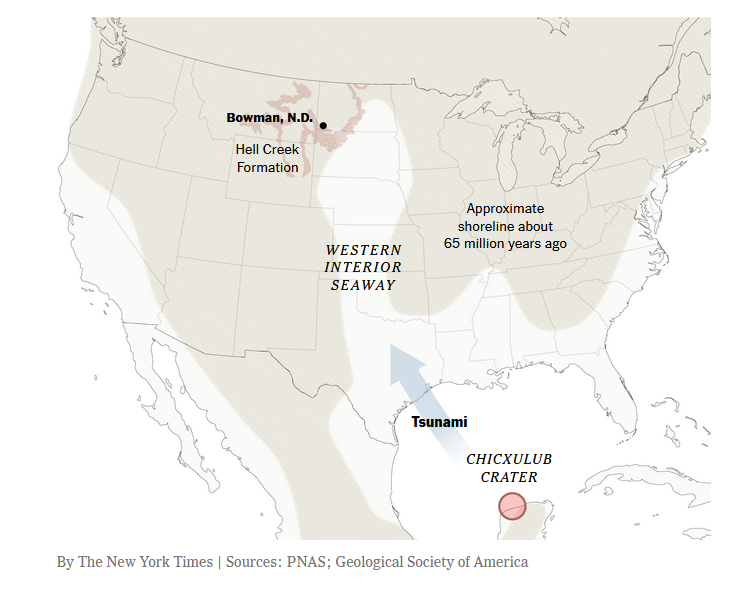 Bowman, N.D.
Hell Creek
Formation
Approximate
shoreline about
65 million years ago
WESTERN
INTERIOR
SEAWAY
Tsunami
CHICXULUB
CRATER
By The New York Times | Sources: PNAS; Geological Society of America